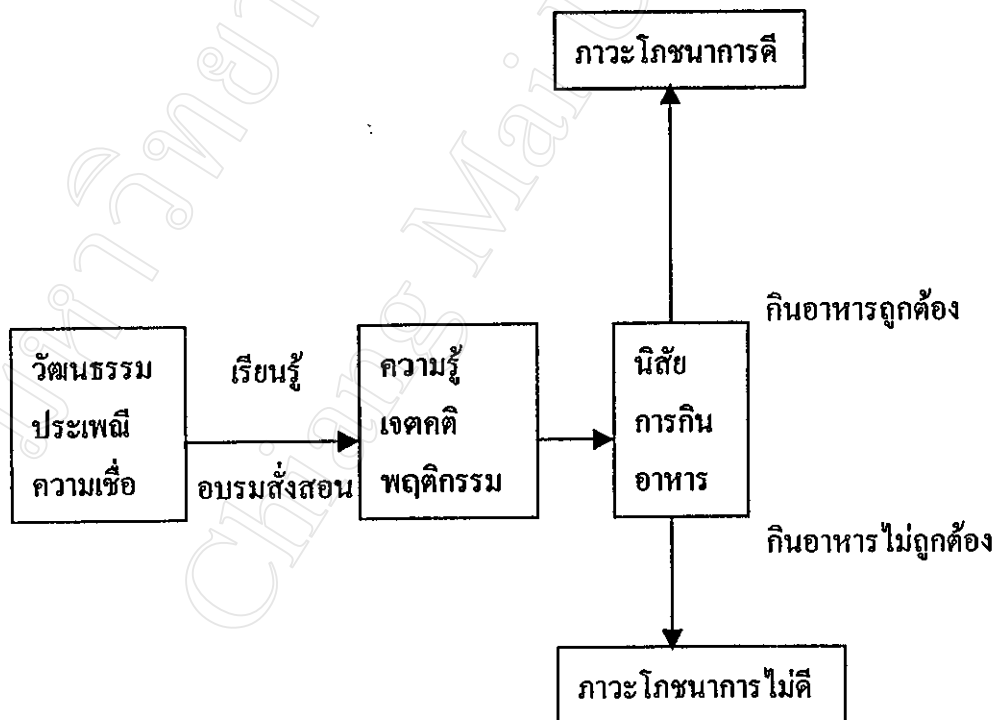 ภาวะโภชนาการดี
กินอาหารถูกต้อง
วัฒนธรรม
ประเพณี
ความเชื่อ
เรียนรู้
อบรมสั่งสอน
ความรู้
เจตคติ
พฤติกรรม
นิสัย
การกิน
อาหาร
กินอาหารไม่ถูกต้อง
ภาวะโภชนาการไม่ดี
Chiang Mai U